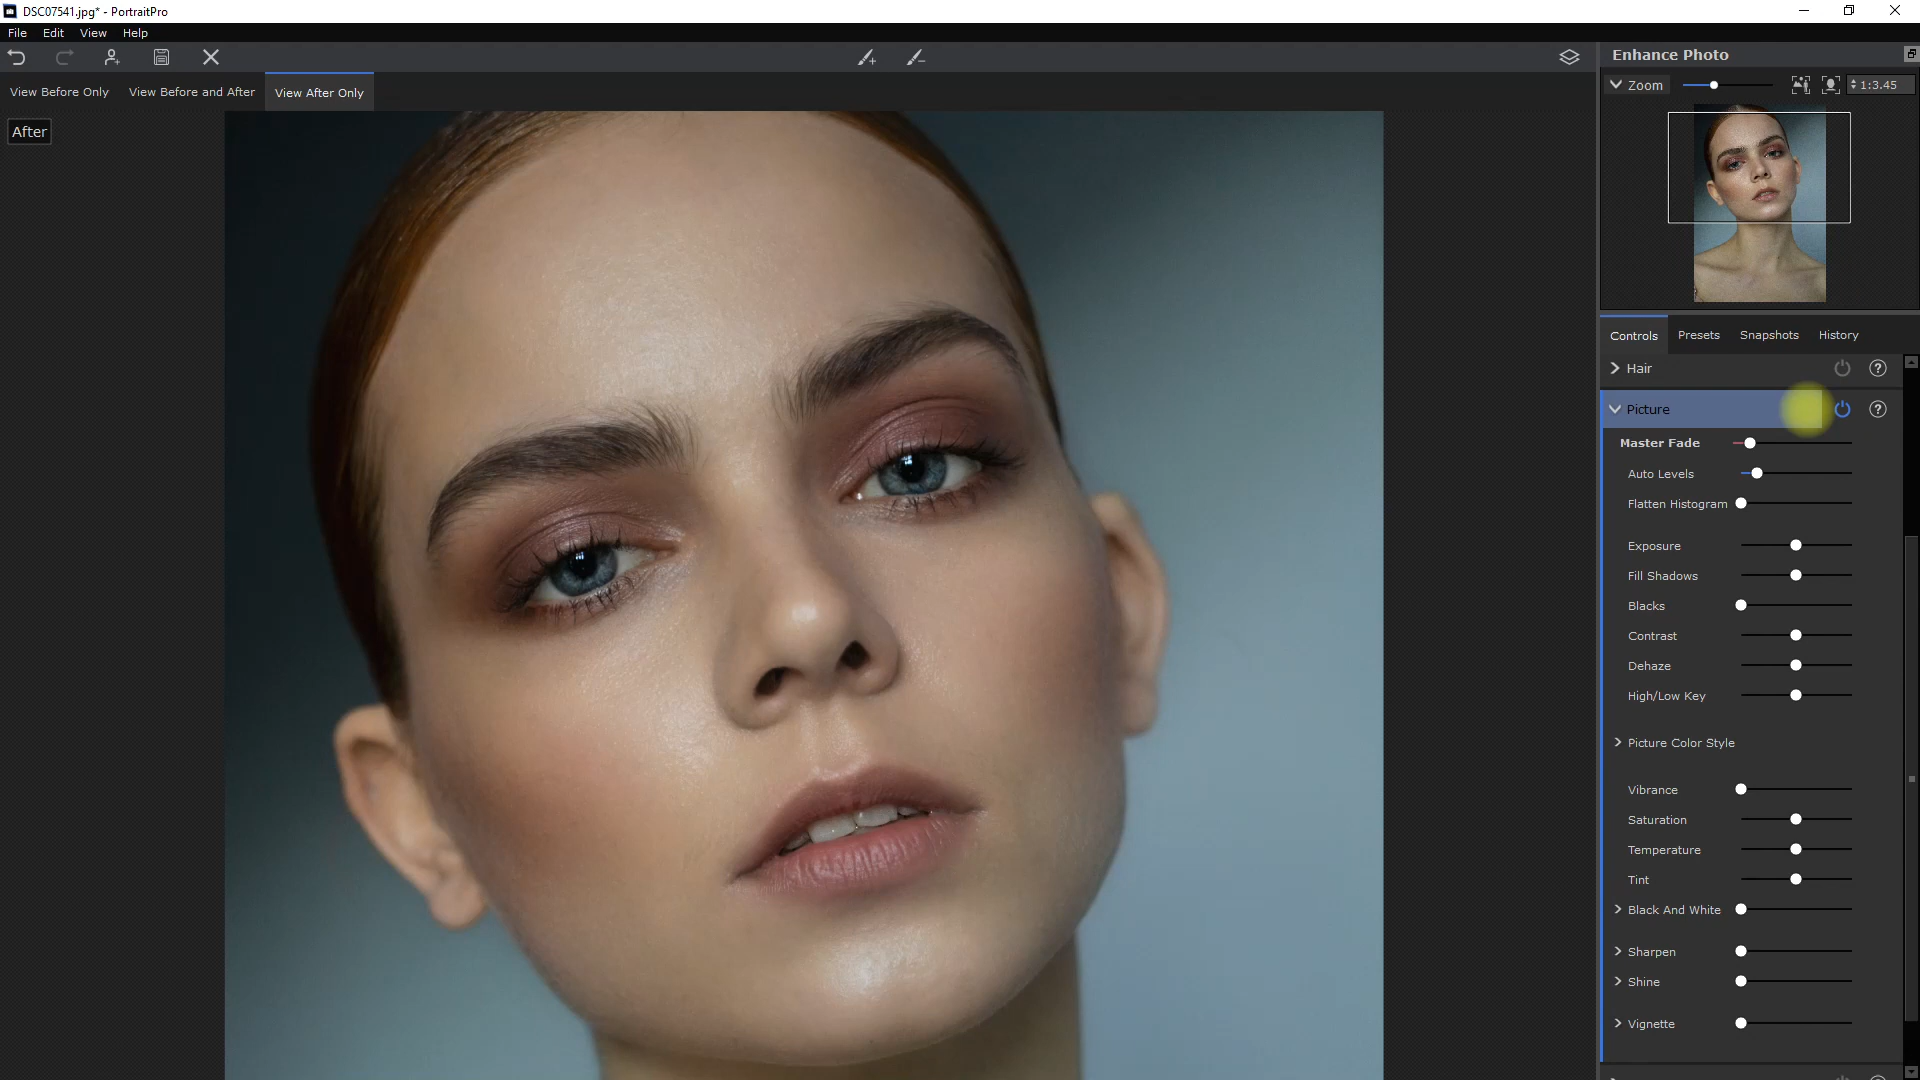 DSC07541.jpg* - PortraitPro
File Edit View Help
Enhance Photo
View Before Only View Before and After View After Only
Zoom 1:3.45
After
Controls Presets Snapshots History
Hair ?
Picture ?
Master Fade
Auto Levels
Flatten Histogram
Exposure
Fill Shadows
Blacks
Contrast
Dehaze
High/Low Key
Picture Color Style
Vibrance
Saturation
Temperature
Tint
Black And White
Sharpen
Shine
Vignette